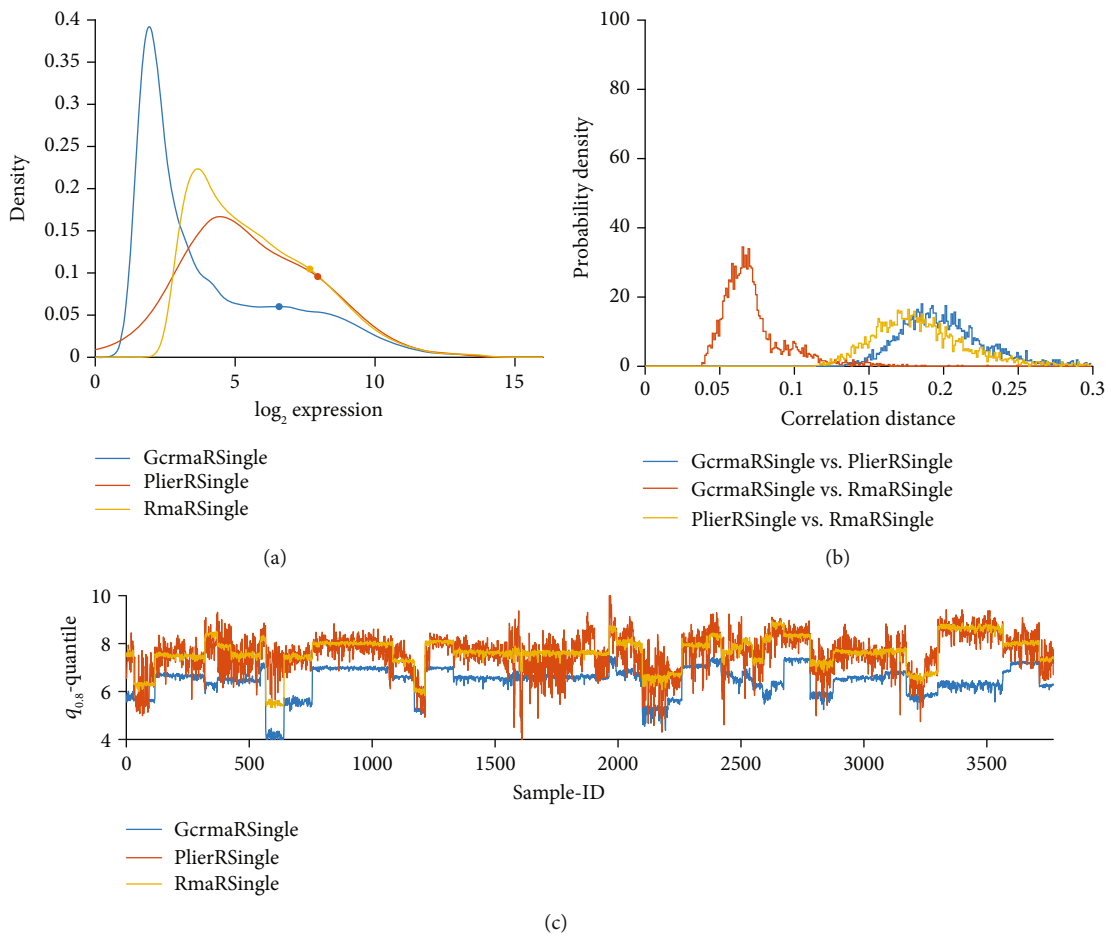 0.4
0.35
0.3
0.25
0.2
0.15
0.1
0.05
0
Density
0 5 10 15
log2 expression
GcrmaRSingle
PlierRSingle
RmaRSingle
(a)
100
80
60
40
20
0
Probability density
0 0.05 0.1 0.15 0.2 0.25 0.3
Correlation distance
GcrmaRSingle vs. PlierRSingle
GcrmaRSingle vs. RmaRSingle
PlierRSingle vs. RmaRSingle
(b)
10
8
6
4
q0.8-quantile
0 500 1000 1500 2000 2500 3000 3500
Sample-ID
GcrmaRSingle
PlierRSingle
RmaRSingle
(c)